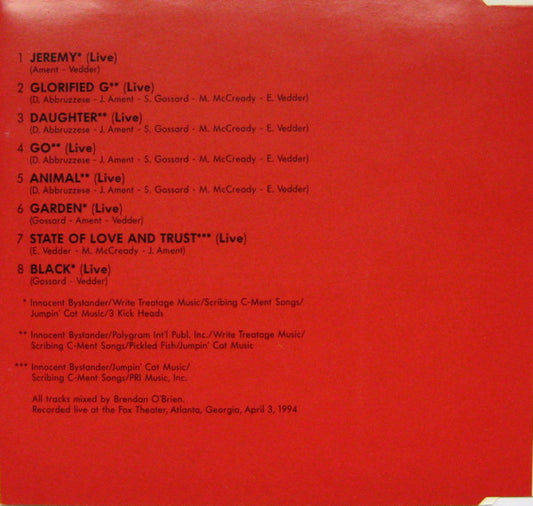 1 JEREMY* (Live)
(Ament - Vedder)
2 GLORIFIED G** (Live)
(D. Abbruzzese - J. Ament - S. Gossard - M. McCready - E. Vedder)
3 DAUGHTER** (Live)
(D. Abbruzzese - J. Ament - S. Gossard - M. McCready - E. Vedder)
4 GO** (Live)
(D. Abbruzzese - J. Ament - S. Gossard - M. McCready - E. Vedder)
5 ANIMAL** (Live)
(D. Abbruzzese - J. Ament - S. Gossard - M. McCready - E. Vedder)
6 GARDEN* (Live)
(Gossard - Ament - Vedder)
7 STATE OF LOVE AND TRUST*** (Live)
(E. Vedder - M. McCready - J. Ament)
8 BLACK* (Live)
(Gossard - Vedder)
* Innocent Bystander/Write Treatage Music/Scribing C-Ment Songs/
Jumpin' Cat Music/3 Kick Heads
** Innocent Bystander/Polygram Int'l Publ. Inc./Write Treatage Music/
Scribing C-Ment Songs/Pickled Fish/Jumpin' Cat Music
*** Innocent Bystander/Jumpin' Cat Music/
Scribing C-Ment Songs/PRI Music, Inc.
All tracks mixed by Brendan O'Brien.
Recorded live at the Fox Theater, Atlanta, Georgia, April 3, 1994